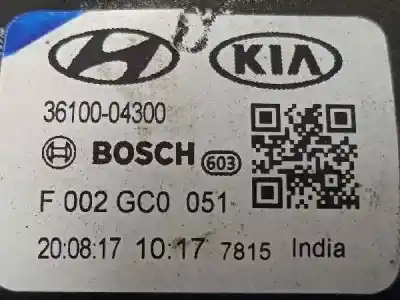 KIA
36100-04300
BOSCH 603
F 002 GC0 051
20:08:17 10:17 7815 India